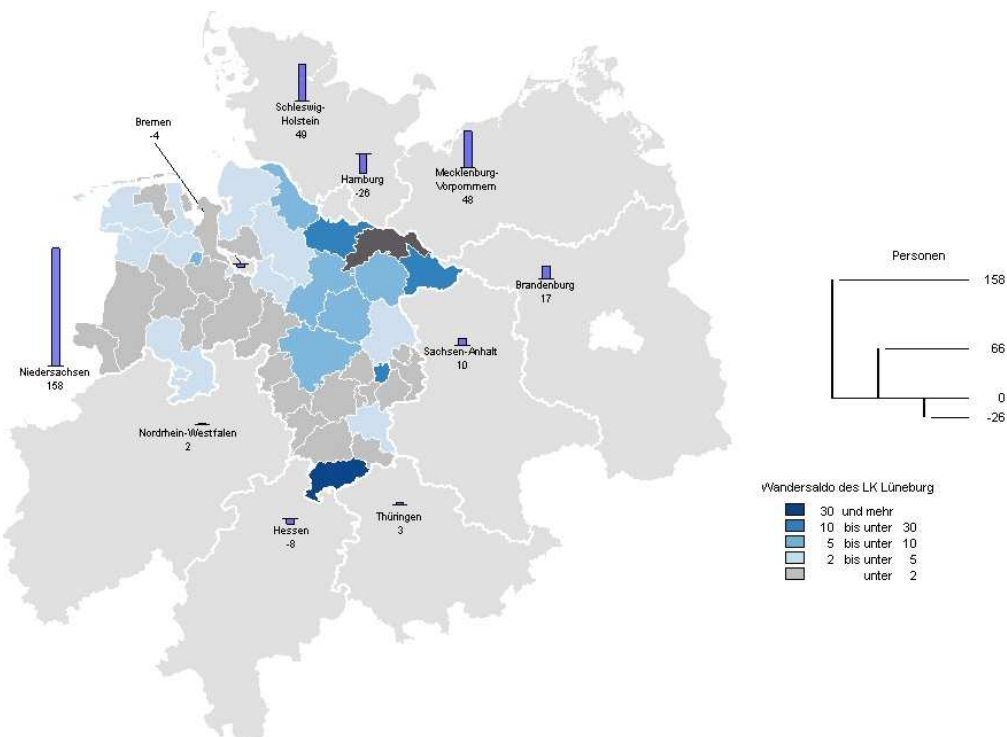 Schleswig-
Holstein
49
Bremen
-4
Hamburg
-26
Mecklenburg-
Vorpommern
48
Niedersachsen
158
Brandenburg
17
Sachsen-Anhalt
10
Nordrhein-Westfalen
2
Hessen
-8
Thüringen
3
Personen
158
66
0
-26
Wandersaldo des LK Lüneburg
30 und mehr
10 bis unter 30
5 bis unter 10
2 bis unter 5
unter 2